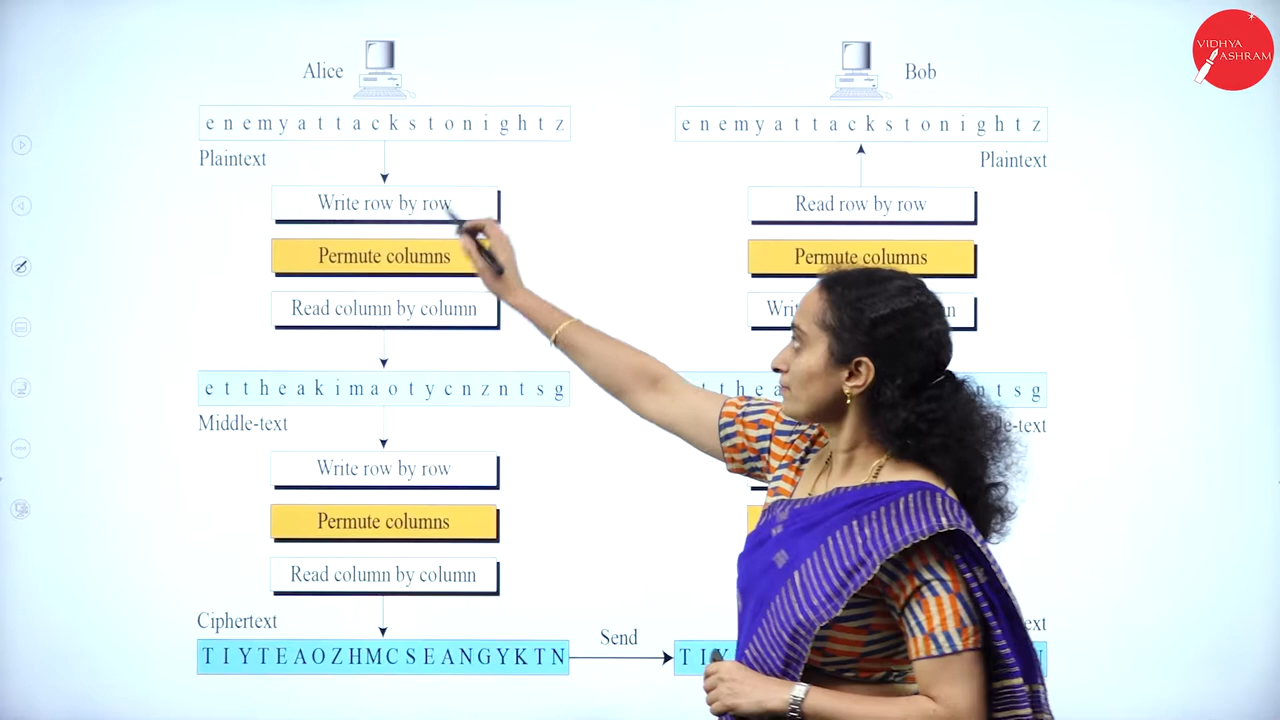 VIDHYA
ASHRAM
Alice
e n e m y a t t a c k s t o n i g h t z
Plaintext
Write row by row
Permute columns
Read column by column
e t t h e a k i m a o t y c n z n t s g
Middle-text
Write row by row
Permute columns
Read column by column
Ciphertext
T I Y T E A O Z H M C S E A N G Y K T N
Send
Bob
e n e m y a t t a c k s t o n i g h t z
Plaintext
Read row by row
Permute columns
t t h e a n t s g
T I Y